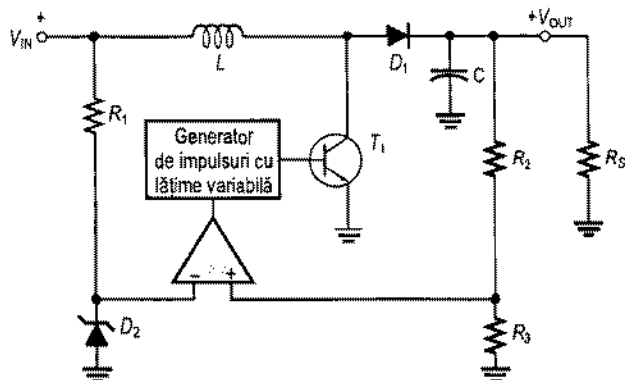 +
V_IN
L
D₁
C
+V_OUT
R₁
Generator
de impulsuri cu
lățime variabilă
T₁
R₂
R_S
- +
D₂
R₃